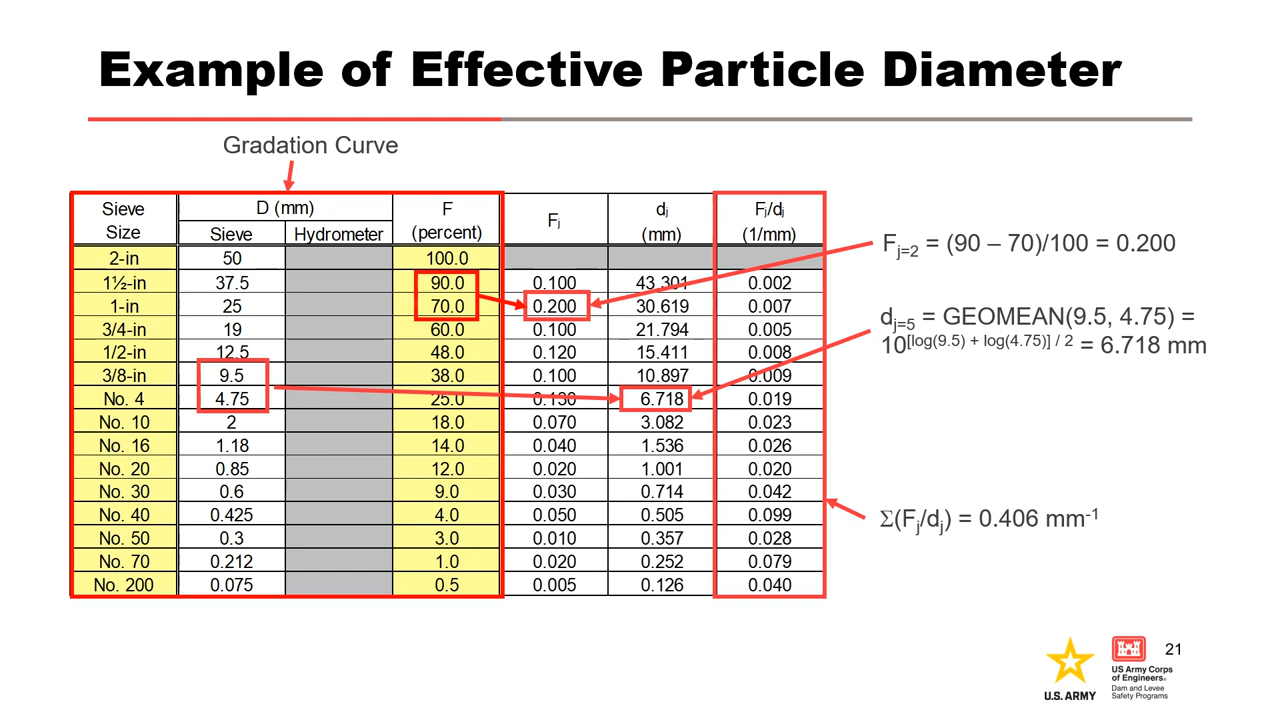 Example of Effective Particle Diameter
Gradation Curve
Sieve Size D (mm) F (percent) Fj dj (mm) Fj/dj (1/mm)
Sieve Hydrometer
2-in 50 100.0
1½-in 37.5 90.0 0.100 43.301 0.002
1-in 25 70.0 0.200 30.619 0.007
3/4-in 19 60.0 0.100 21.794 0.005
1/2-in 12.5 48.0 0.120 15.411 0.008
3/8-in 9.5 38.0 0.100 10.897 0.009
No. 4 4.75 25.0 0.130 6.718 0.019
No. 10 2 18.0 0.070 3.082 0.023
No. 16 1.18 14.0 0.040 1.536 0.026
No. 20 0.85 12.0 0.020 1.001 0.020
No. 30 0.6 9.0 0.030 0.714 0.042
No. 40 0.425 4.0 0.050 0.505 0.099
No. 50 0.3 3.0 0.010 0.357 0.028
No. 70 0.212 1.0 0.020 0.252 0.079
No. 200 0.075 0.5 0.005 0.126 0.040
Fj=2 = (90 – 70)/100 = 0.200
dj=5 = GEOMEAN(9.5, 4.75) =
10[log(9.5) + log(4.75)] / 2 = 6.718 mm
Σ(Fj/dj) = 0.406 mm-1
U.S. ARMY
US Army Corps
of Engineers®
Dam and Levee
Safety Programs
21